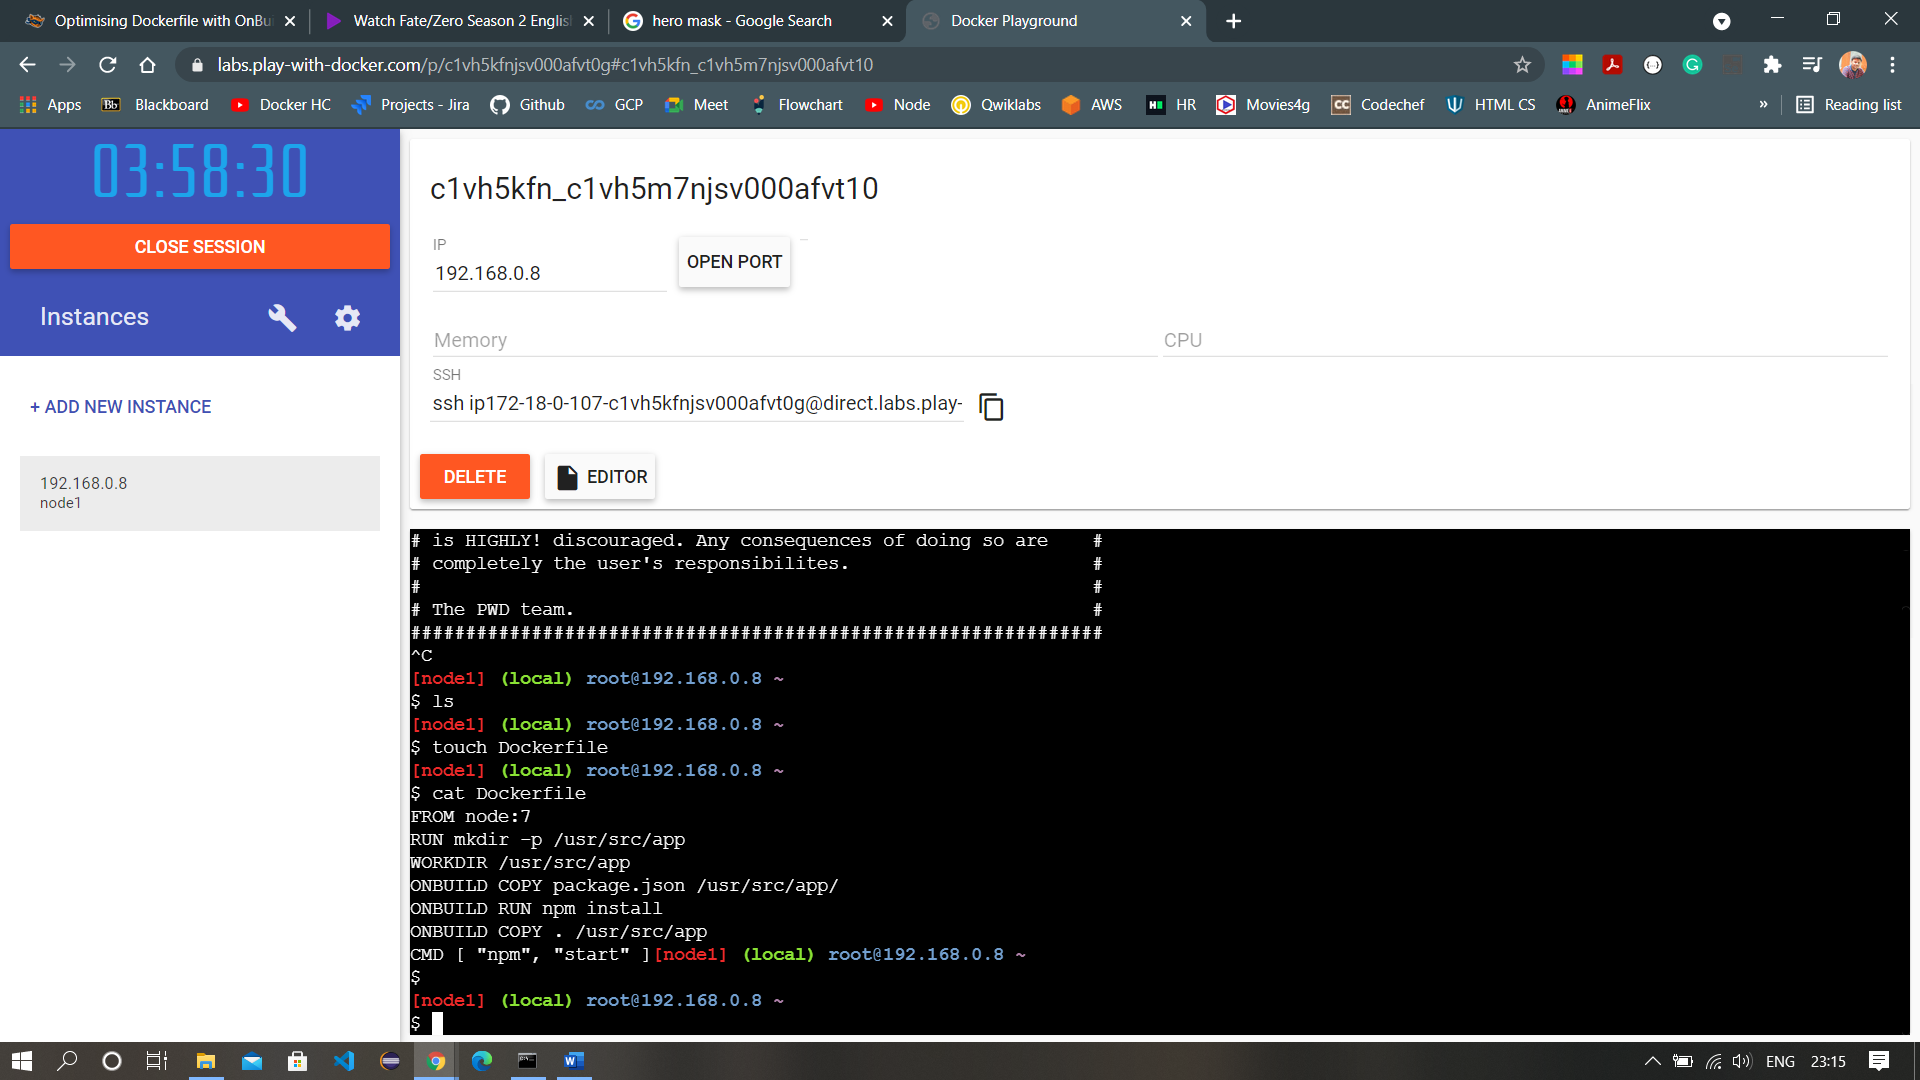 Optimising Dockerfile with OnBui
Watch Fate/Zero Season 2 Englis
hero mask - Google Search
Docker Playground
labs.play-with-docker.com/p/c1vh5kfnjsv000afvt0g#c1vh5kfn_c1vh5m7njsv000afvt10
Apps
Bb Blackboard
Docker HC
Projects - Jira
Github
GCP
Meet
Flowchart
Node
Qwiklabs
AWS
HR
Movies4g
CC Codechef
HTML CS
AnimeFlix
»
Reading list
03:58:30
CLOSE SESSION
Instances
+ ADD NEW INSTANCE
192.168.0.8
node1
c1vh5kfn_c1vh5m7njsv000afvt10
IP
192.168.0.8
OPEN PORT
Memory
CPU
SSH
ssh ip172-18-0-107-c1vh5kfnjsv000afvt0g@direct.labs.play-
DELETE
EDITOR
# is HIGHLY! discouraged. Any consequences of doing so are #
# completely the user's responsibilites. #
# #
# The PWD team. #
###############################################################
^C
[node1] (local) root@192.168.0.8 ~
$ ls
[node1] (local) root@192.168.0.8 ~
$ touch Dockerfile
[node1] (local) root@192.168.0.8 ~
$ cat Dockerfile
FROM node:7
RUN mkdir -p /usr/src/app
WORKDIR /usr/src/app
ONBUILD COPY package.json /usr/src/app/
ONBUILD RUN npm install
ONBUILD COPY . /usr/src/app
CMD [ "npm", "start" ][node1] (local) root@192.168.0.8 ~
$
[node1] (local) root@192.168.0.8 ~
$
ENG
23:15